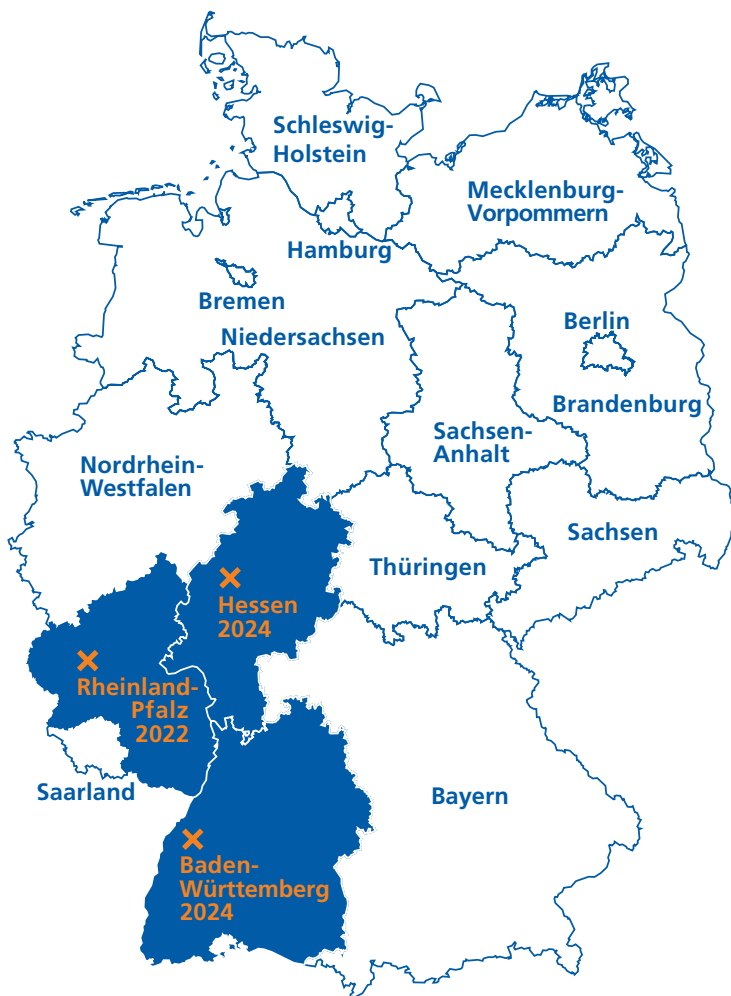 Schleswig-
Holstein
Mecklenburg-
Vorpommern
Hamburg
Bremen
Niedersachsen
Berlin
Brandenburg
Sachsen-
Anhalt
Nordrhein-
Westfalen
Sachsen
Thüringen
Hessen
2024
Rheinland-
Pfalz
2022
Saarland
Bayern
Baden-
Württemberg
2024